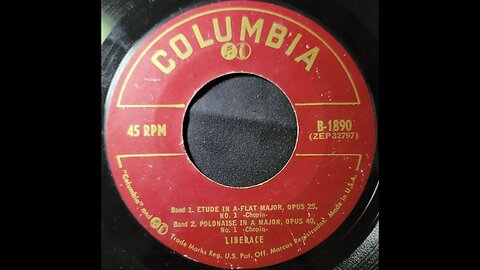 COLUMBIA
45 RPM
B-1890
(ZEP 32797)
Band 1. ETUDE IN A-FLAT MAJOR, OPUS 25,
NO. 1 -Chopin-
Band 2. POLONAISE IN A MAJOR, OPUS 40,
No. 1 -Chopin-
LIBERACE
"Columbia" and Trade Marks Reg. U.S. Pat. Off. Marcas Registradas. Made in U.S.A.